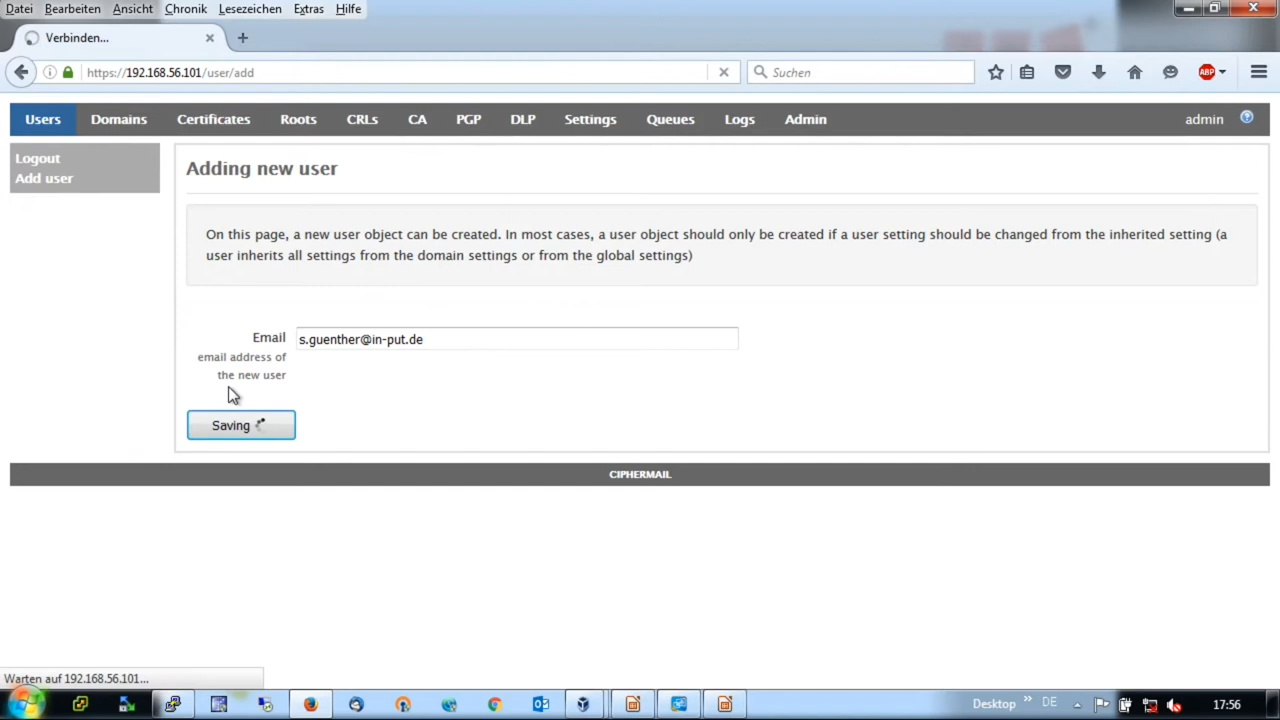 Datei Bearbeiten Ansicht Chronik Lesezeichen Extras Hilfe
Verbinden...
https://192.168.56.101/user/add
Suchen
ABP
Users Domains Certificates Roots CRLs CA PGP DLP Settings Queues Logs Admin admin
Logout
Add user
Adding new user
On this page, a new user object can be created. In most cases, a user object should only be created if a user setting should be changed from the inherited setting (a
user inherits all settings from the domain settings or from the global settings)
Email
s.guenther@in-put.de
email address of
the new user
Saving
CIPHERMAIL
Warten auf 192.168.56.101...
Desktop » DE 17:56